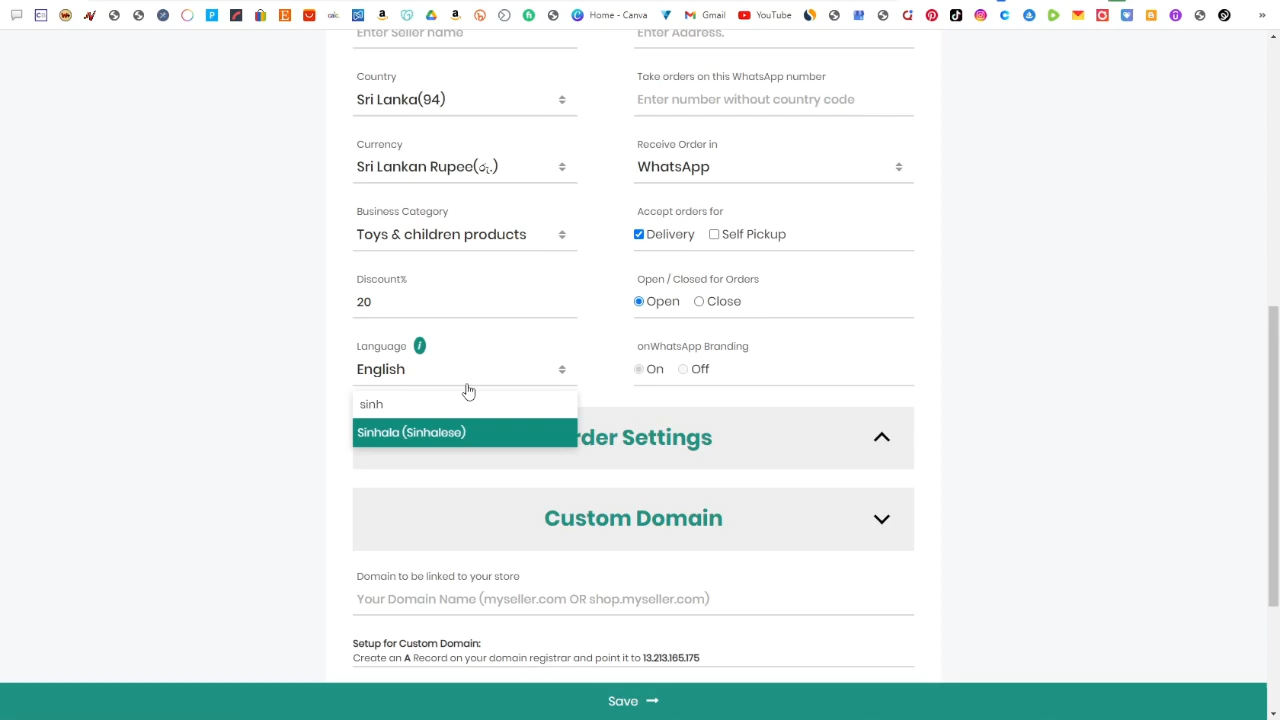 calc.
Home - Canva
Gmail
YouTube
»
Enter Seller name
Enter Address.
Country
Take orders on this WhatsApp number
Sri Lanka(94)
Enter number without country code
Currency
Receive Order in
Sri Lankan Rupee(රු.)
WhatsApp
Business Category
Accept orders for
Toys & children products
Delivery
Self Pickup
Discount%
Open / Closed for Orders
20
Open
Close
Language i
onWhatsApp Branding
English
On
Off
sinh
Sinhala (Sinhalese)
rder Settings
Custom Domain
Domain to be linked to your store
Your Domain Name (myseller.com OR shop.myseller.com)
Setup for Custom Domain:
Create an A Record on your domain registrar and point it to 13.213.165.175
Save →